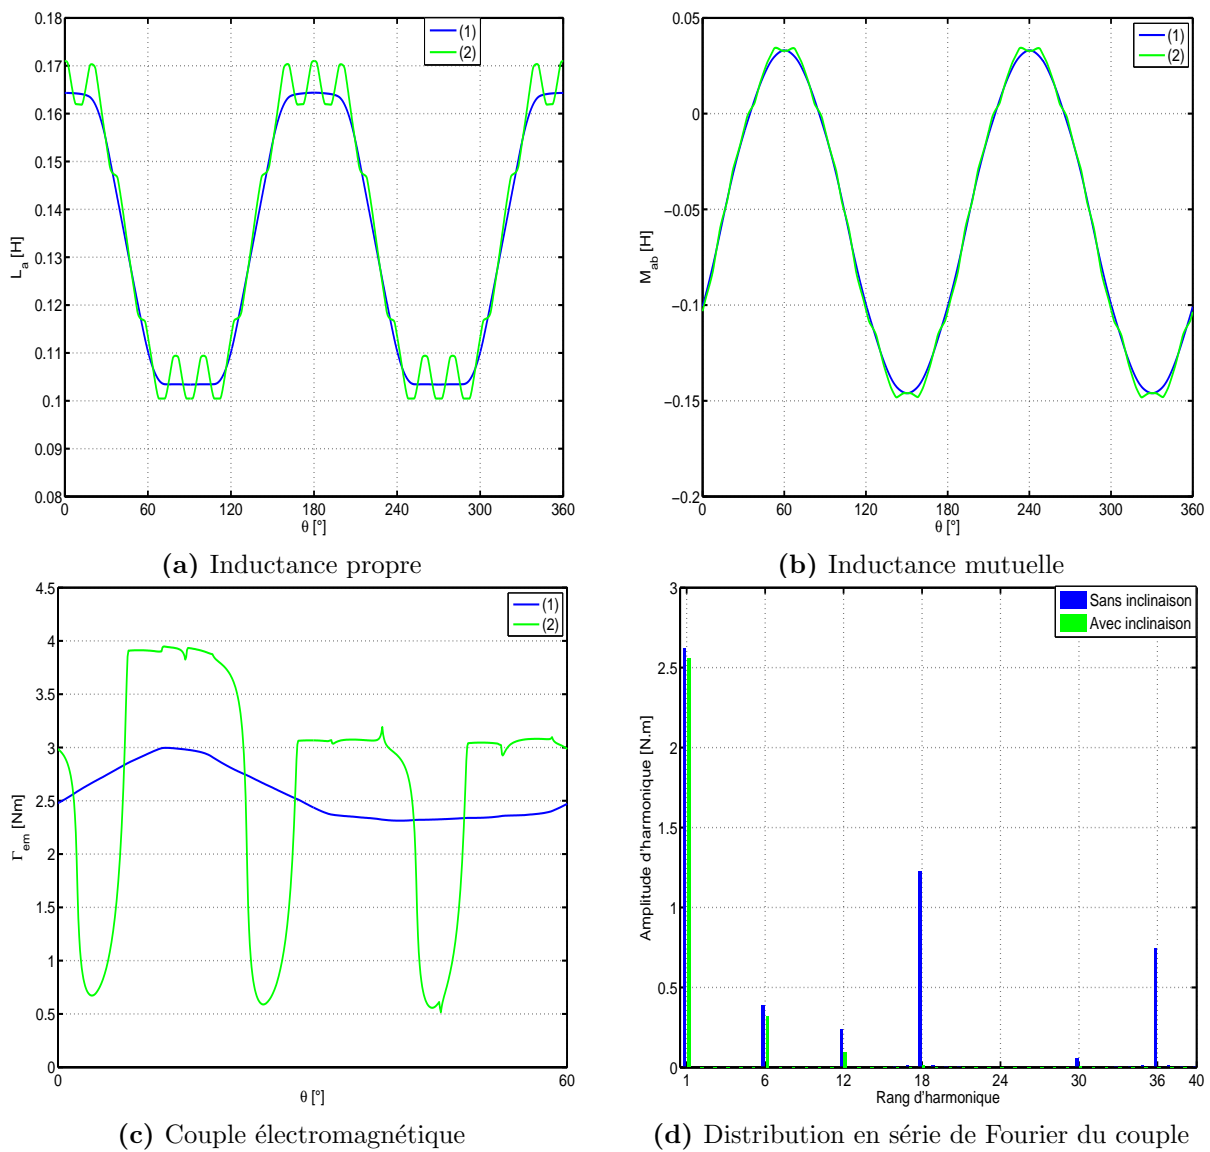 0.18
0.17
0.16
0.15
0.14
0.13
0.12
0.11
0.1
0.09
0.08
L_a [H]
0 60 120 180 240 300 360
θ [°]
(1)
(2)
(a) Inductance propre
0.05
0
−0.05
−0.1
−0.15
−0.2
M_ab [H]
0 60 120 180 240 300 360
θ [°]
(1)
(2)
(b) Inductance mutuelle
4.5
4
3.5
3
2.5
2
1.5
1
0.5
0
Γ_em [Nm]
0 60
θ [°]
(1)
(2)
(c) Couple électromagnétique
3
2.5
2
1.5
1
0.5
0
Amplitude d'harmonique [N.m]
1 6 12 18 24 30 36 40
Rang d'harmonique
Sans inclinaison
Avec inclinaison
(d) Distribution en série de Fourier du couple